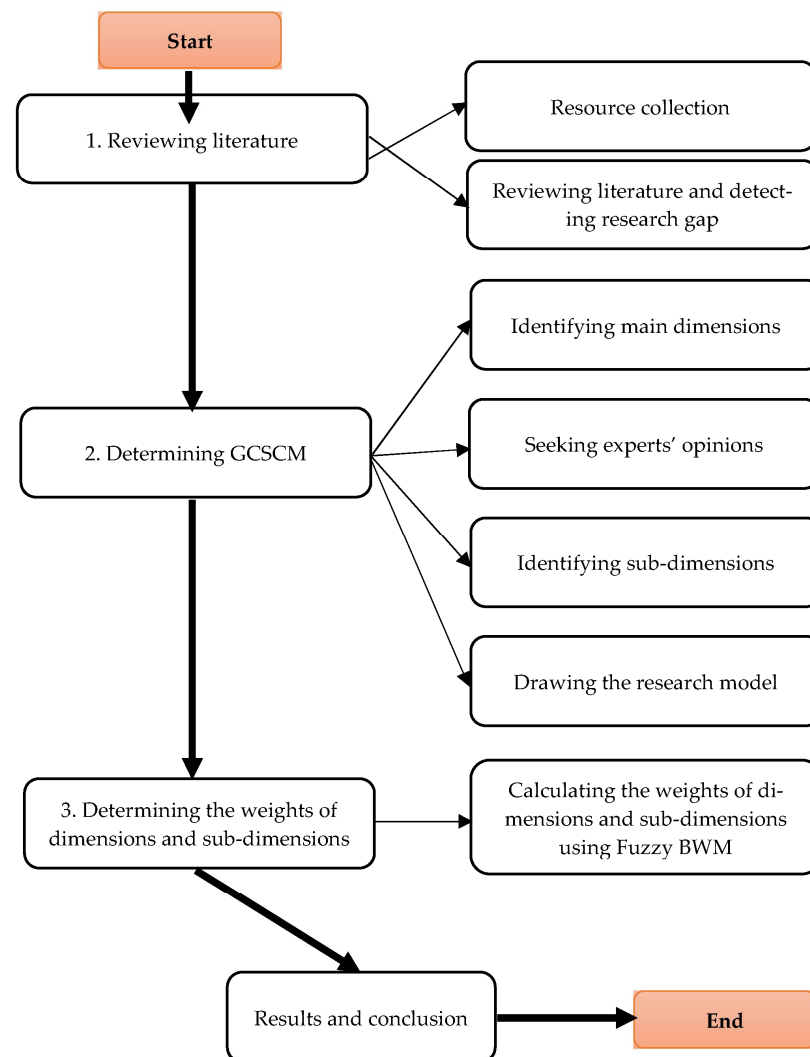 Start
1. Reviewing literature
Resource collection
Reviewing literature and detect-
ing research gap
Identifying main dimensions
2. Determining GCSCM
Seeking experts’ opinions
Identifying sub-dimensions
Drawing the research model
3. Determining the weights of
dimensions and sub-dimensions
Calculating the weights of di-
mensions and sub-dimensions
using Fuzzy BWM
Results and conclusion
End